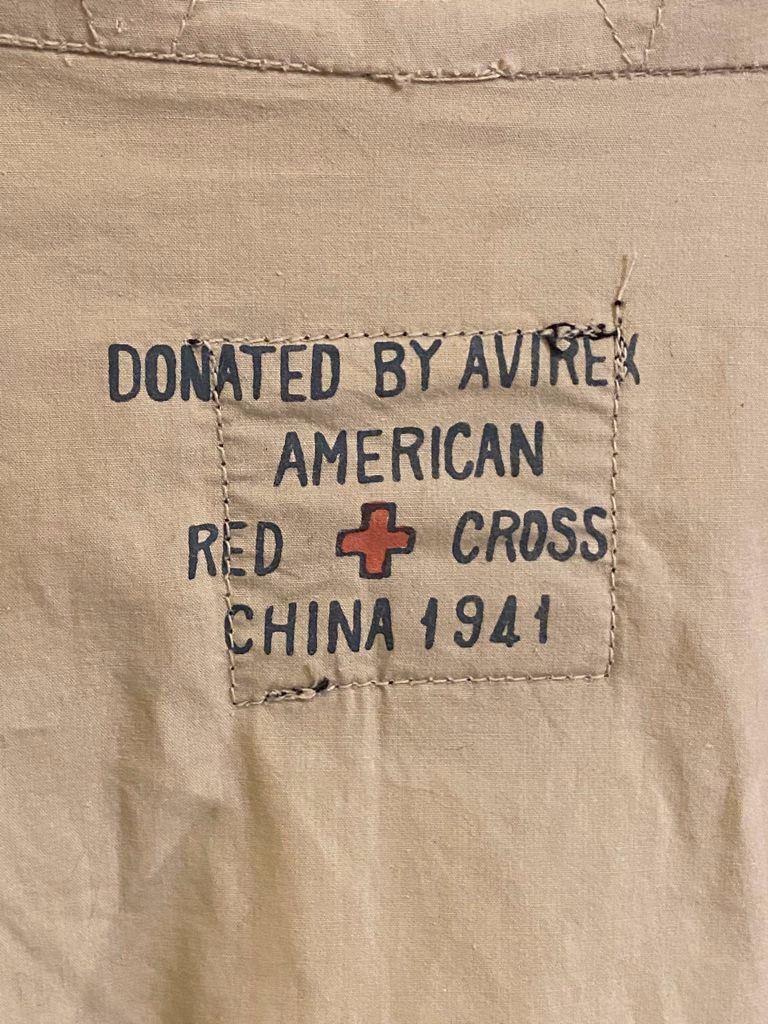 DONATED BY AVIREX
AMERICAN
RED CROSS
CHINA 1941